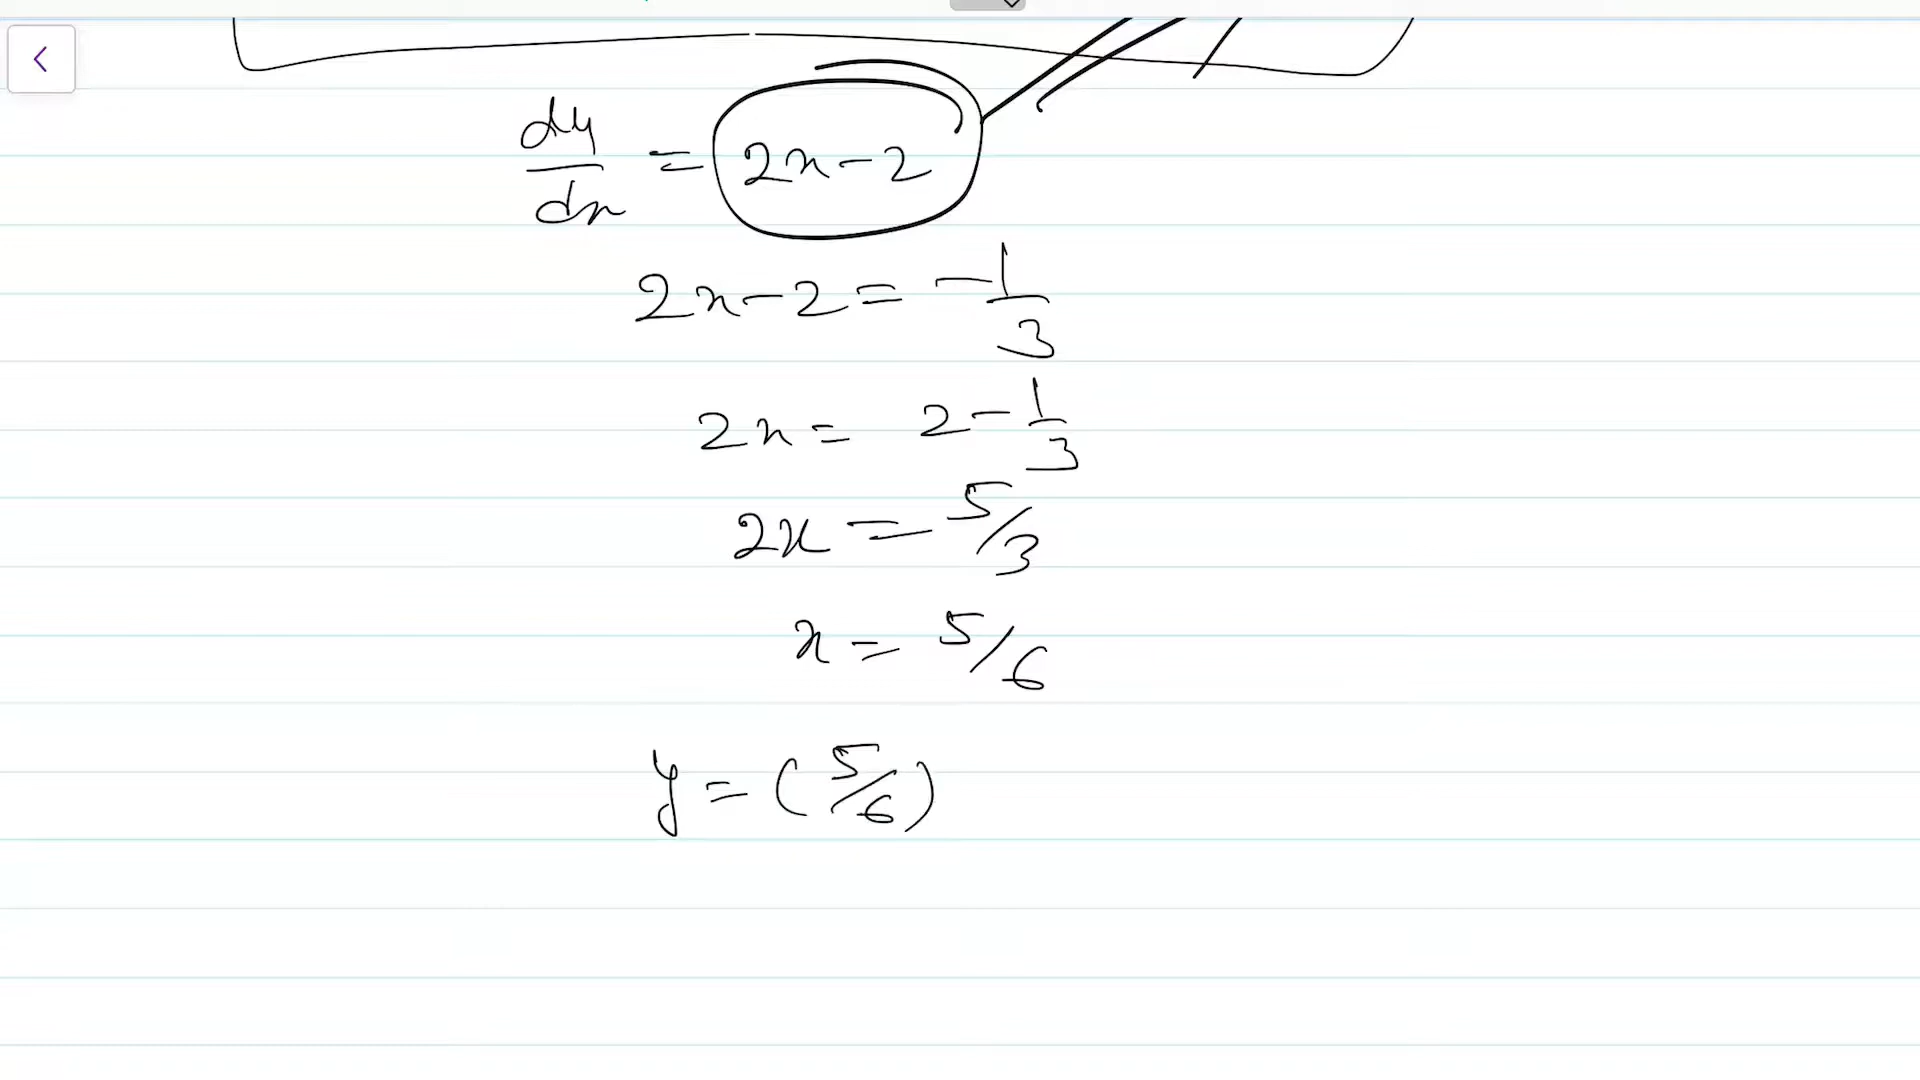 dy/dx = 2x-2
2x-2 = -1/3
2x = 2-1/3
2x = 5/3
x = 5/6
y = (5/6)